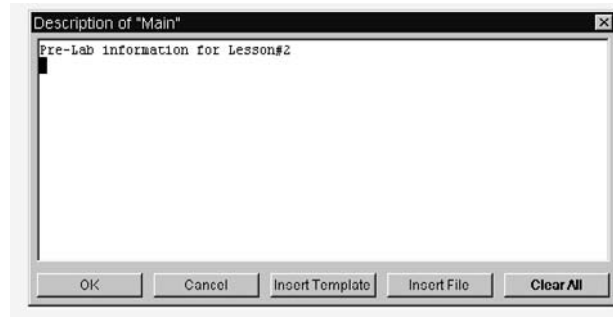 Description of "Main"
Pre-Lab information for Lesson#2
OK
Cancel
Insert Template
Insert File
Clear All